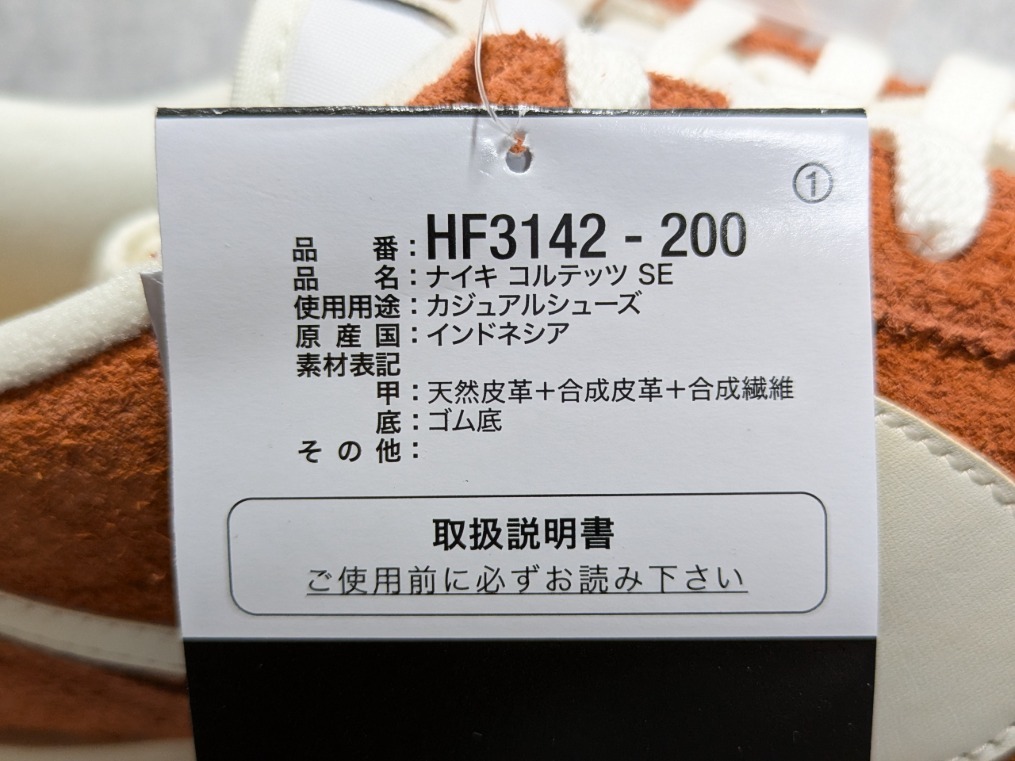 ①
品番：HF3142 - 200
品名：ナイキ コルテッツ SE
使用用途：カジュアルシューズ
原産国：インドネシア
素材表記
甲：天然皮革＋合成皮革＋合成繊維
底：ゴム底
その他：
取扱説明書
ご使用前に必ずお読み下さい